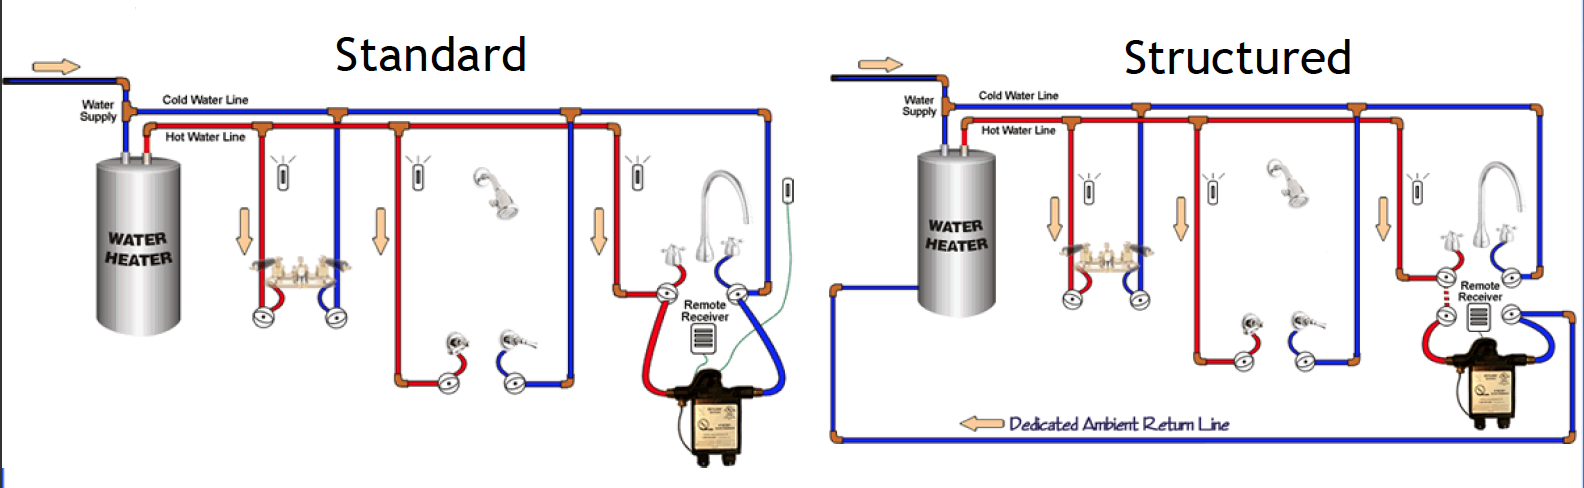 Standard
Water
Supply
Cold Water Line
Hot Water Line
WATER
HEATER
Remote
Receiver
Structured
Water
Supply
Cold Water Line
Hot Water Line
WATER
HEATER
Remote
Receiver
Dedicated Ambient Return Line